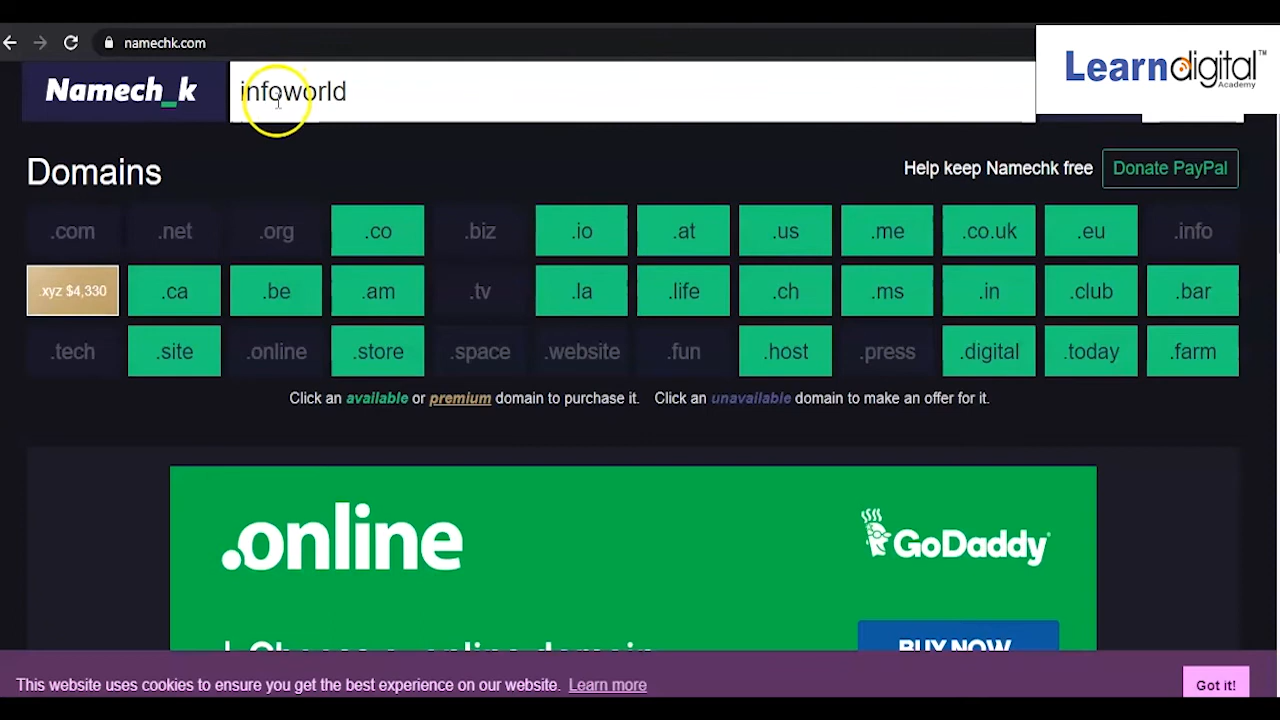 namechk.com
Learndigital™
Academy
Namech_k
infoworld
Domains
Help keep Namechk free
Donate PayPal
.com .net .org .co .biz .io .at .us .me .co.uk .eu .info
.xyz $4,330 .ca .be .am .tv .la .life .ch .ms .in .club .bar
.tech .site .online .store .space .website .fun .host .press .digital .today .farm
Click an available or premium domain to purchase it. Click an unavailable domain to make an offer for it.
.online
GoDaddy
BUY NOW
This website uses cookies to ensure you get the best experience on our website. Learn more
Got it!